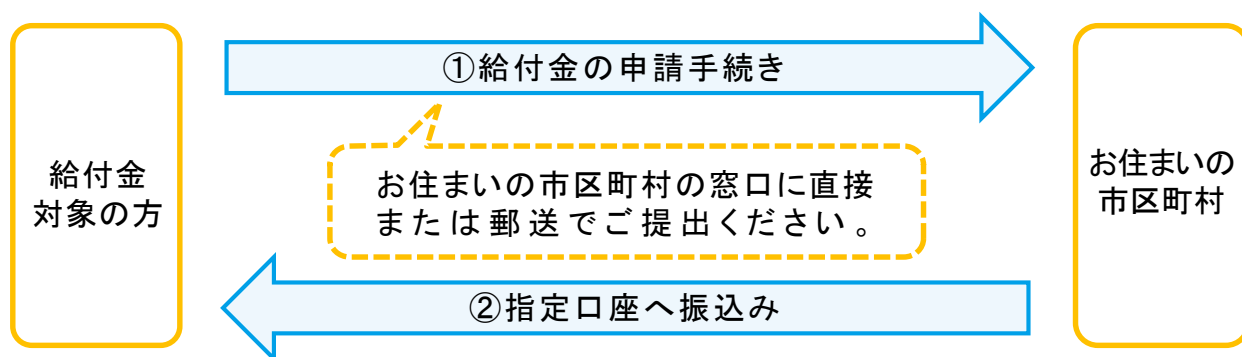 ①給付金の申請手続き
給付金
対象の方
お住まいの市区町村の窓口に直接
または郵送でご提出ください。
お住まいの
市区町村
②指定口座へ振込み